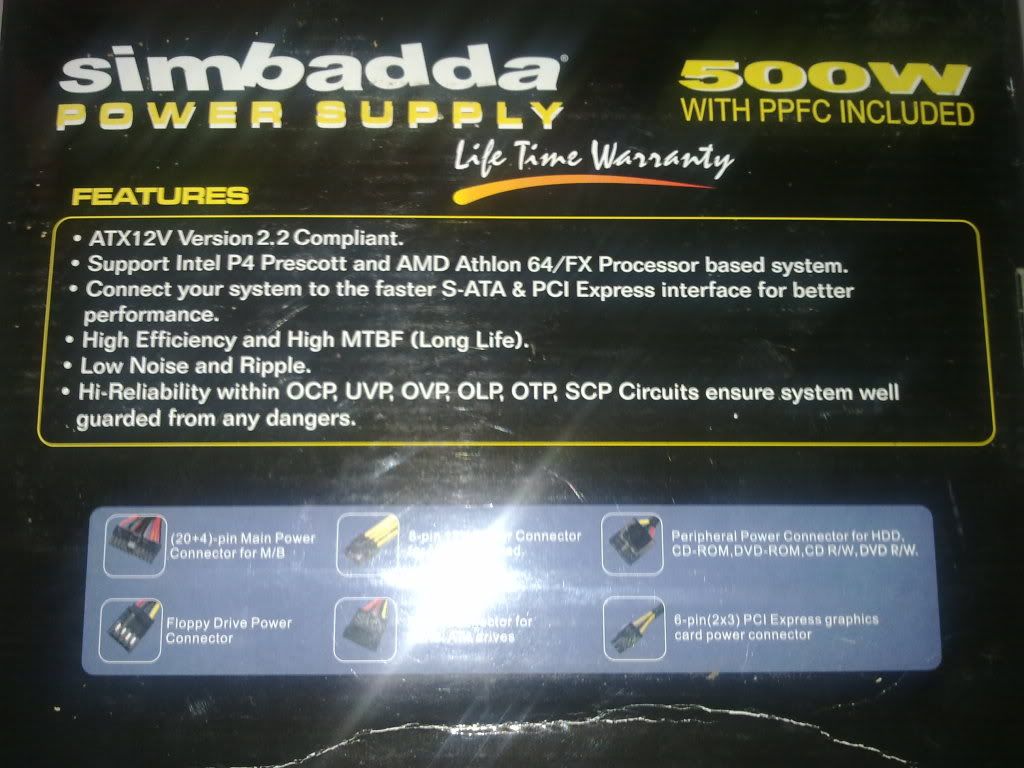 simbadda®
POWER SUPPLY
500W
WITH PPFC INCLUDED
Life Time Warranty
FEATURES
• ATX12V Version 2.2 Compliant.
• Support Intel P4 Prescott and AMD Athlon 64/FX Processor based system.
• Connect your system to the faster S-ATA & PCI Express interface for better
performance.
• High Efficiency and High MTBF (Long Life).
• Low Noise and Ripple.
• Hi-Reliability within OCP, UVP, OVP, OLP, OTP, SCP Circuits ensure system well
guarded from any dangers.
(20+4)-pin Main Power
Connector for M/B
8-pin Connector
for
Peripheral Power Connector for HDD,
CD-ROM,DVD-ROM,CD R/W,DVD R/W.
Floppy Drive Power
Connector
for
drives
6-pin(2x3) PCI Express graphics
card power connector